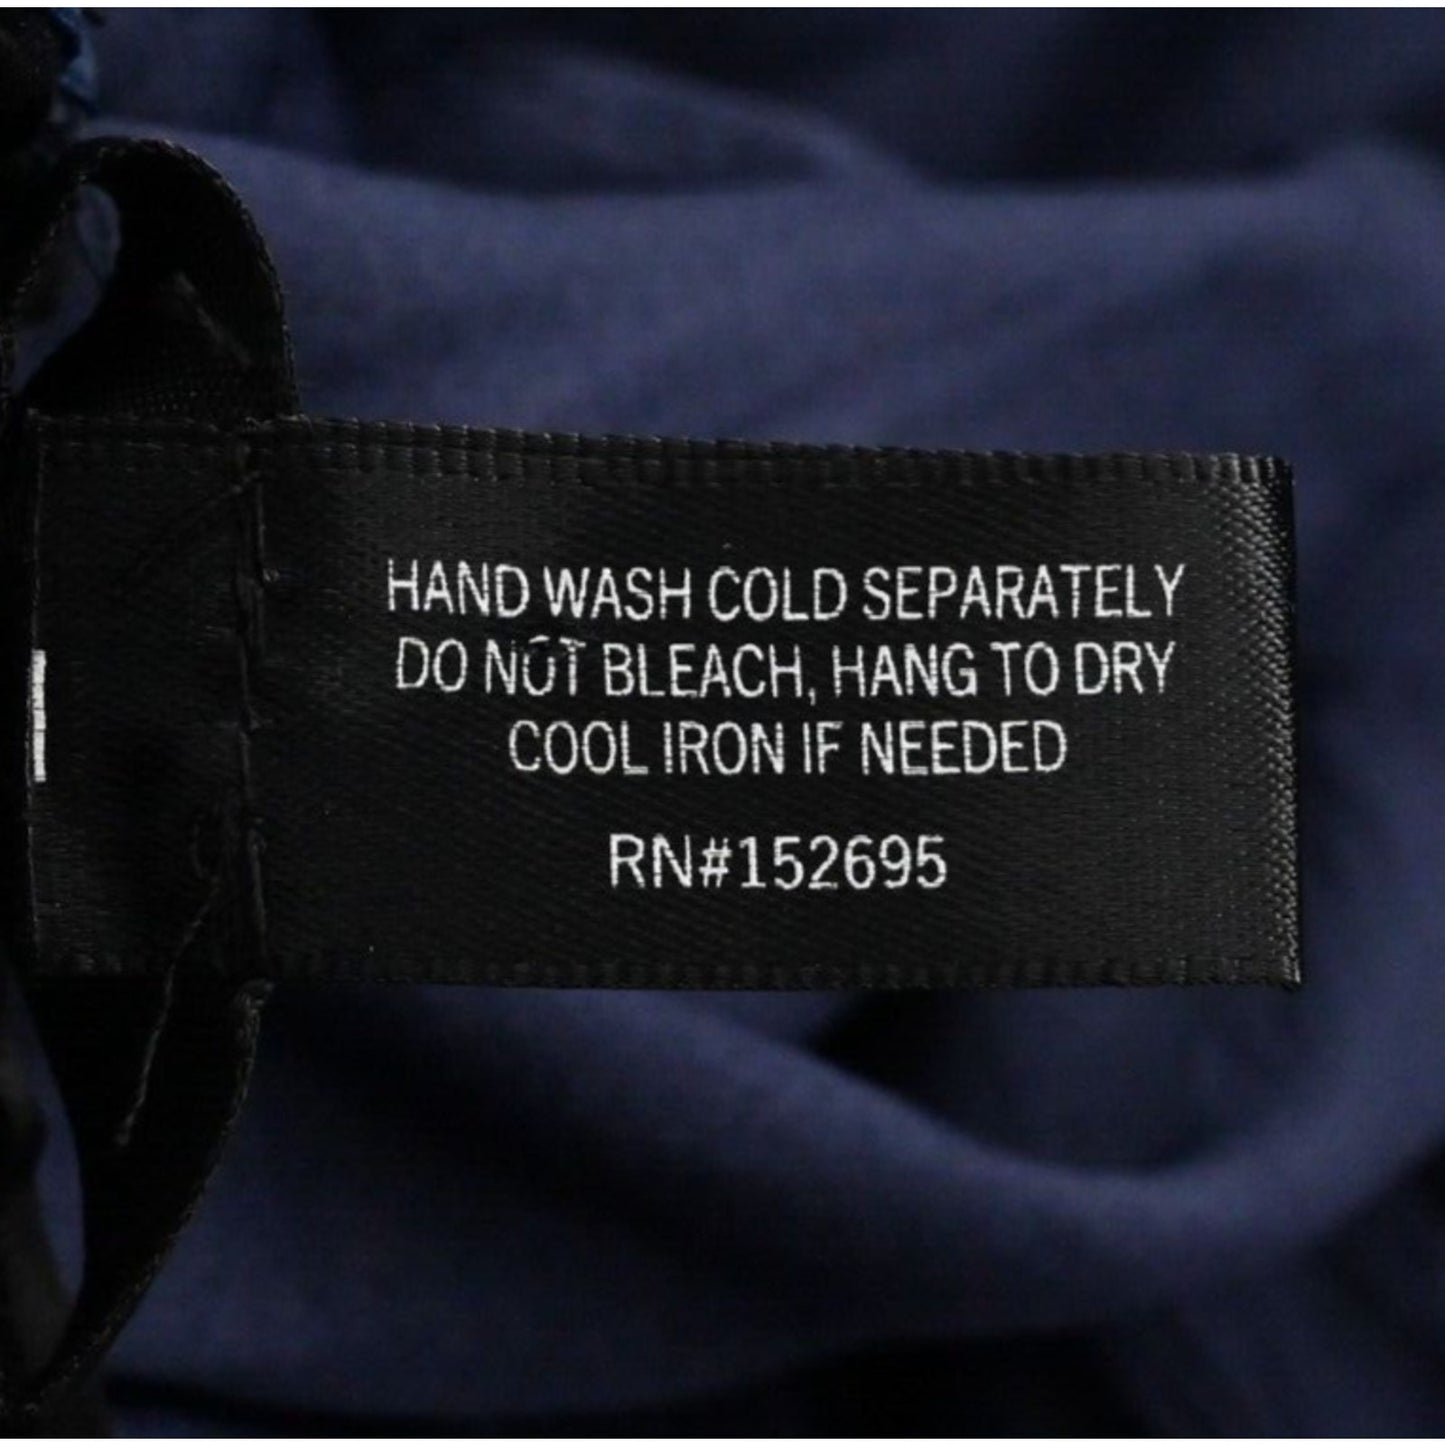 HAND WASH COLD SEPARATELY
DO NOT BLEACH, HANG TO DRY
COOL IRON IF NEEDED
RN#152695